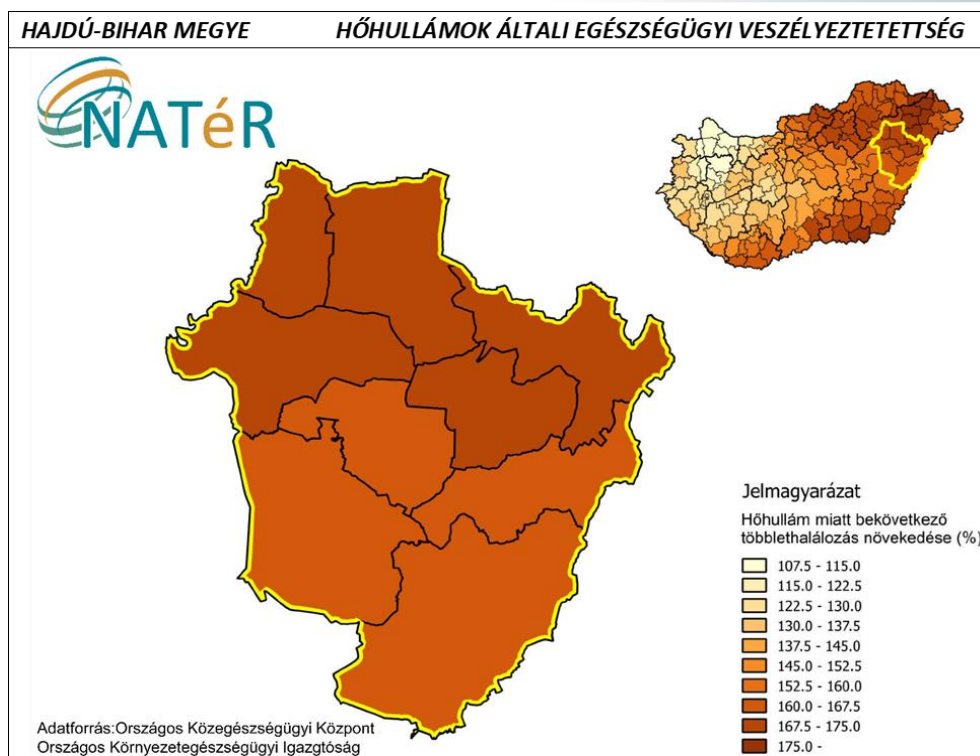 HAJDÚ-BIHAR MEGYE HŐHULLÁMOK ÁLTALI EGÉSZSÉGÜGYI VESZÉLYEZTETETTSÉG
NATéR
Jelmagyarázat
Hőhullám miatt bekövetkező
többlethalálozás növekedése (%)
107.5 - 115.0
115.0 - 122.5
122.5 - 130.0
130.0 - 137.5
137.5 - 145.0
145.0 - 152.5
152.5 - 160.0
160.0 - 167.5
167.5 - 175.0
175.0 -
Adatforrás:Országos Közegészségügyi Központ
Országos Környezetegészségügyi Igazgtóság